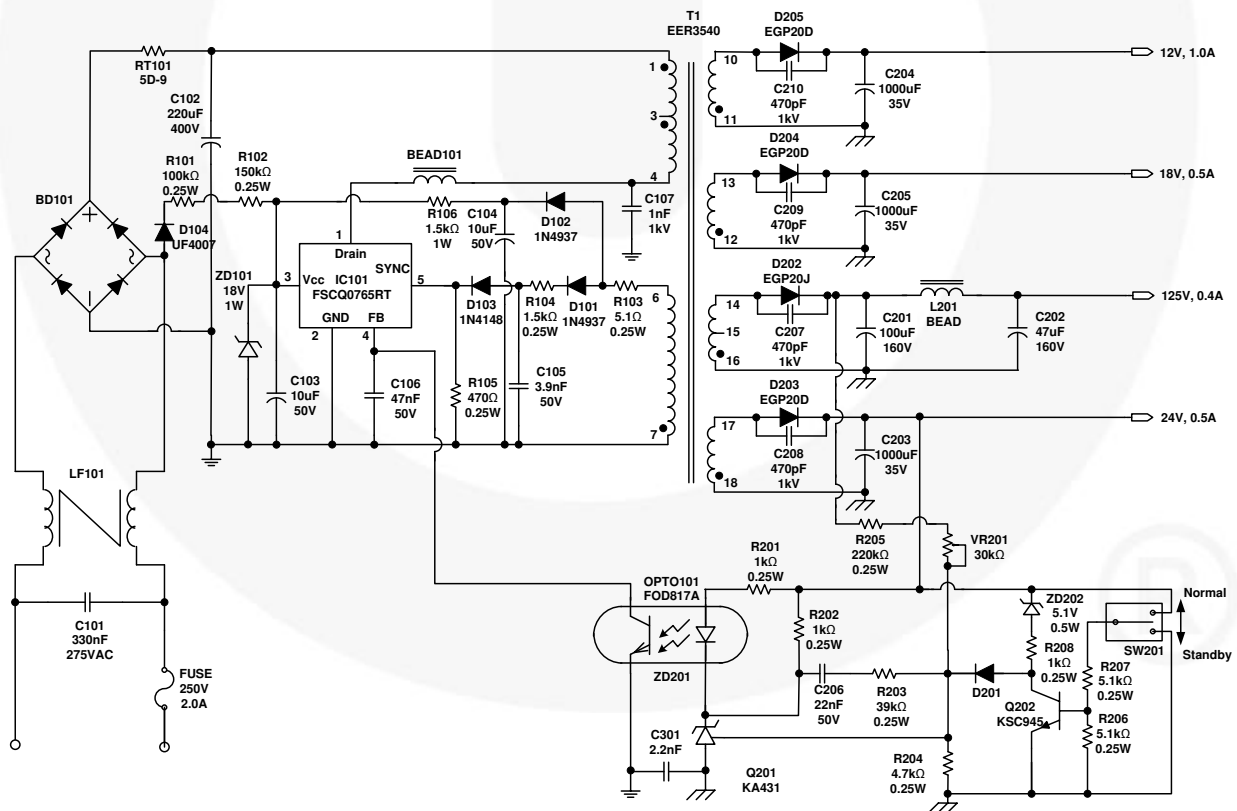 T1
EER3540
D205
EGP20D
RT101
5D-9
C102
220uF
400V
1
3
4
10
11
C210
470pF
1kV
C204
1000uF
35V
12V, 1.0A
R101
100kΩ
0.25W
R102
150kΩ
0.25W
BEAD101
D204
EGP20D
13
12
C209
470pF
1kV
C205
1000uF
35V
18V, 0.5A
BD101
D104
UF4007
R106
1.5kΩ
1W
C104
10uF
50V
D102
1N4937
C107
1nF
1kV
ZD101
18V
1W
1
Drain
3
Vcc
SYNC
5
IC101
FSCQ0765RT
GND
FB
2
4
D103
1N4148
R104
1.5kΩ
0.25W
D101
1N4937
R103
5.1Ω
0.25W
6
7
D202
EGP20J
14
15
16
C207
470pF
1kV
C201
100uF
160V
L201
BEAD
C202
47uF
160V
125V, 0.4A
C103
10uF
50V
C106
47nF
50V
R105
470Ω
0.25W
C105
3.9nF
50V
D203
EGP20D
17
18
C208
470pF
1kV
C203
1000uF
35V
24V, 0.5A
LF101
C101
330nF
275VAC
FUSE
250V
2.0A
R205
220kΩ
0.25W
VR201
30kΩ
OPTO101
FOD817A
R201
1kΩ
0.25W
R202
1kΩ
0.25W
ZD202
5.1V
0.5W
Normal
Standby
SW201
ZD201
C206
22nF
50V
R203
39kΩ
0.25W
D201
R208
1kΩ
0.25W
R207
5.1kΩ
0.25W
Q202
KSC945
R206
5.1kΩ
0.25W
C301
2.2nF
Q201
KA431
R204
4.7kΩ
0.25W
®